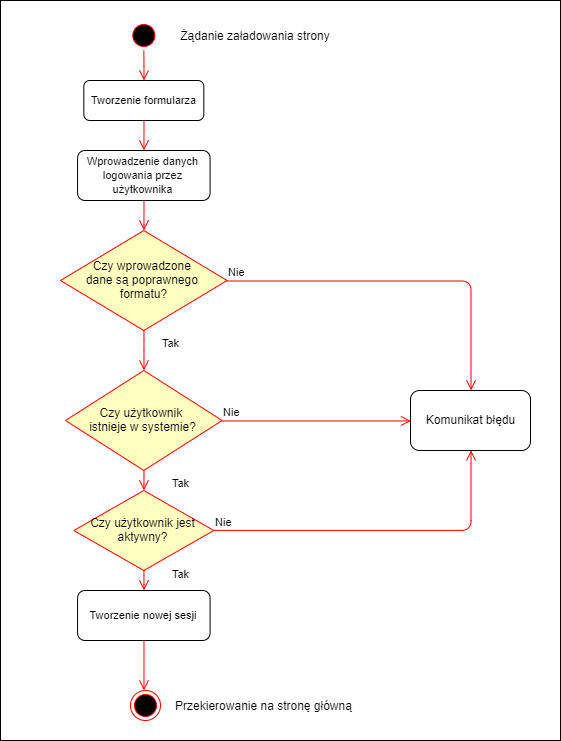 Żądanie załadowania strony
Tworzenie formularza
Wprowadzenie danych
logowania przez
użytkownika
Czy wprowadzone
dane są poprawnego
formatu?
Nie
Tak
Czy użytkownik
istnieje w systemie?
Nie
Komunikat błędu
Tak
Czy użytkownik jest
aktywny?
Nie
Tak
Tworzenie nowej sesji
Przekierowanie na stronę główną